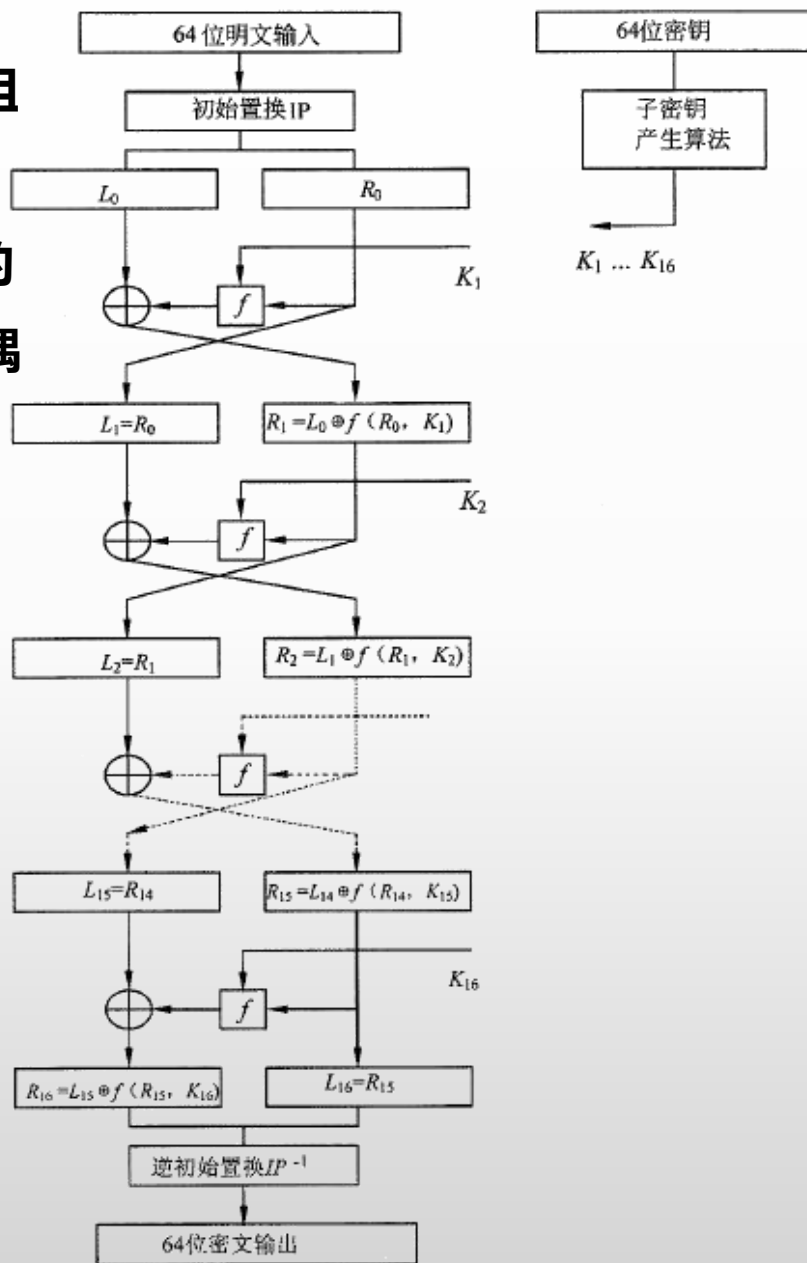 组
的
偶
64位明文输入
初始置换IP
L₀
R₀
K₁
f
L₁=R₀
R₁=L₀⊕f（R₀，K₁）
K₂
f
L₂=R₁
R₂=L₁⊕f（R₁，K₂）
f
L₁₅=R₁₄
R₁₅=L₁₄⊕f（R₁₄，K₁₅）
K₁₆
f
R₁₆=L₁₅⊕f（R₁₅，K₁₆）
L₁₆=R₁₅
逆初始置换IP⁻¹
64位密文输出
64位密钥
子密钥
产生算法
K₁ ... K₁₆